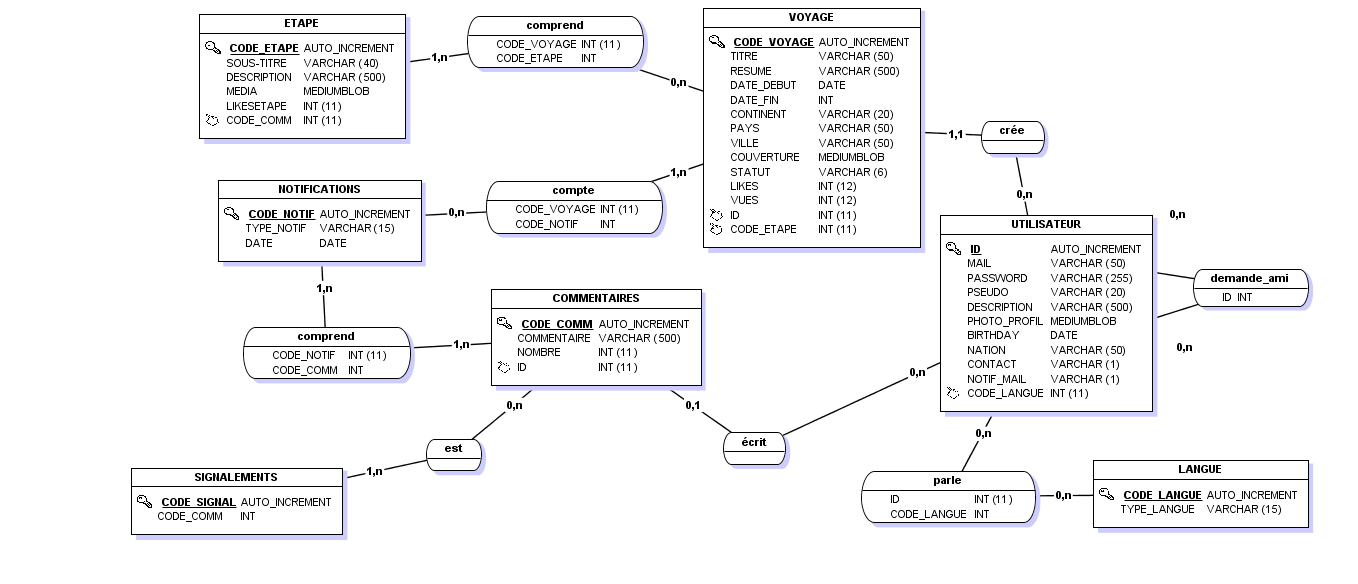 ETAPE
CODE_ETAPE AUTO_INCREMENT
SOUS-TITRE VARCHAR (40)
DESCRIPTION VARCHAR (500)
MEDIA MEDIUMBLOB
LIKESETAPE INT (11)
CODE_COMM INT (11)
1,n
comprend
CODE_VOYAGE INT (11)
CODE_ETAPE INT
0,n
VOYAGE
CODE_VOYAGE AUTO_INCREMENT
TITRE VARCHAR (50)
RESUME VARCHAR (500)
DATE_DEBUT DATE
DATE_FIN INT
CONTINENT VARCHAR (20)
PAYS VARCHAR (50)
VILLE VARCHAR (50)
COUVERTURE MEDIUMBLOB
STATUT VARCHAR (6)
LIKES INT (12)
VUES INT (12)
ID INT (11)
CODE_ETAPE INT (11)
1,1
crée
0,n
NOTIFICATIONS
CODE_NOTIF AUTO_INCREMENT
TYPE_NOTIF VARCHAR (15)
DATE DATE
0,n
compte
CODE_VOYAGE INT (11)
CODE_NOTIF INT
1,n
UTILISATEUR
ID AUTO_INCREMENT
MAIL VARCHAR (50)
PASSWORD VARCHAR (255)
PSEUDO VARCHAR (20)
DESCRIPTION VARCHAR (500)
PHOTO_PROFIL MEDIUMBLOB
BIRTHDAY DATE
NATION VARCHAR (50)
CONTACT VARCHAR (1)
NOTIF_MAIL VARCHAR (1)
CODE_LANGUE INT (11)
0,n
demande_ami
ID INT
0,n
1,n
comprend
CODE_NOTIF INT (11)
CODE_COMM INT
1,n
COMMENTAIRES
CODE_COMM AUTO_INCREMENT
COMMENTAIRE VARCHAR (500)
NOMBRE INT (11)
ID INT (11)
0,n
est
1,n
0,1
écrit
0,n
SIGNALEMENTS
CODE_SIGNAL AUTO_INCREMENT
CODE_COMM INT
0,n
parle
ID INT (11)
CODE_LANGUE INT
0,n
LANGUE
CODE_LANGUE AUTO_INCREMENT
TYPE_LANGUE VARCHAR (15)